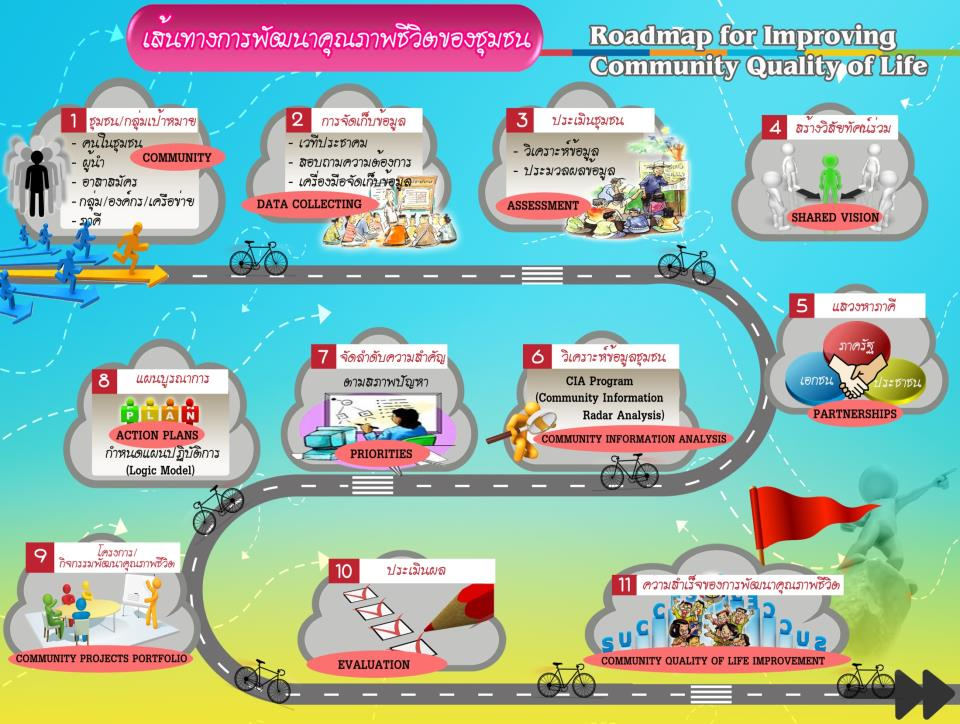 เส้นทางการพัฒนาคุณภาพชีวิตของชุมชน
Roadmap for Improving
Community Quality of Life
1 ชุมชน/กลุ่มเป้าหมาย
- คนในชุมชน
- ผู้นำ
- อาสาสมัคร
- กลุ่ม/องค์กร/เครือข่าย
- ภาคี
COMMUNITY
2 การจัดเก็บข้อมูล
- เวทีประชาคม
- สอบถามความต้องการ
- เครื่องมือจัดเก็บข้อมูล
DATA COLLECTING
3 ประเมินชุมชน
- วิเคราะห์ข้อมูล
- ประมวลผลข้อมูล
ASSESSMENT
4 สร้างวิสัยทัศน์ร่วม
SHARED VISION
5 แสวงหาภาคี
ภาครัฐ
เอกชน
ประชาชน
PARTNERSHIPS
6 วิเคราะห์ข้อมูลชุมชน
CIA Program
(Community Information
Radar Analysis)
COMMUNITY INFORMATION ANALYSIS
7 จัดลำดับความสำคัญ
ตามสภาพปัญหา
PRIORITIES
8 แผนบูรณาการ
PLAN
ACTION PLANS
กำหนดแผนปฏิบัติการ
(Logic Model)
9 โครงการ/
กิจกรรมพัฒนาคุณภาพชีวิต
COMMUNITY PROJECTS PORTFOLIO
10 ประเมินผล
EVALUATION
11 ความสำเร็จของการพัฒนาคุณภาพชีวิต
COMMUNITY QUALITY OF LIFE IMPROVEMENT